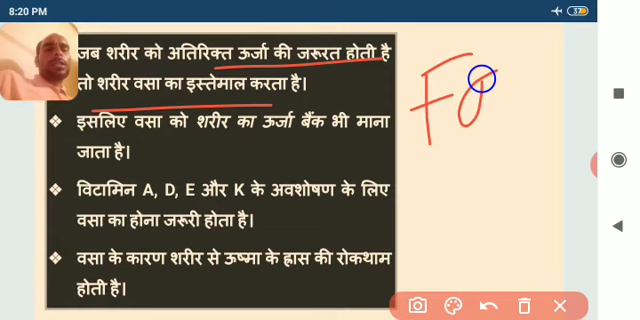 8:20 PM
37
जब शरीर को अतिरिक्त ऊर्जा की जरूरत होती है
तो शरीर वसा का इस्तेमाल करता है।
❖ इसलिए वसा को शरीर का ऊर्जा बैंक भी माना
जाता है।
❖ विटामिन A, D, E और K के अवशोषण के लिए
वसा का होना जरूरी होता है।
❖ वसा के कारण शरीर से ऊष्मा के ह्रास की रोकथाम
होती है।